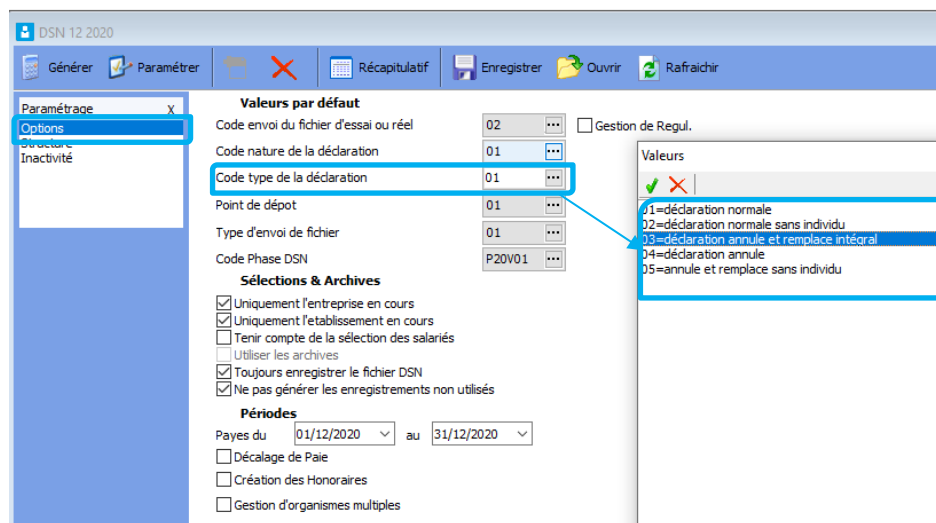 DSN 12 2020
Générer Paramétrer Récapitulatif Enregistrer Ouvrir Rafraichir
Paramétrage X
Options
Structure
Inactivité
Valeurs par défaut
Code envoi du fichier d'essai ou réel 02 ... Gestion de Regul.
Code nature de la déclaration 01 ...
Code type de la déclaration 01 ...
Point de dépot 01 ...
Type d'envoi de fichier 01 ...
Code Phase DSN P20V01 ...
Sélections & Archives
Uniquement l'entreprise en cours
Uniquement l'etablissement en cours
Tenir compte de la sélection des salariés
Utiliser les archives
Toujours enregistrer le fichier DSN
Ne pas générer les enregistrements non utilisés
Périodes
Payes du 01/12/2020 au 31/12/2020
Décalage de Paie
Création des Honoraires
Gestion d'organismes multiples
Valeurs
01=déclaration normale
02=déclaration normale sans individu
03=déclaration annule et remplace intégral
04=déclaration annule
05=annule et remplace sans individu